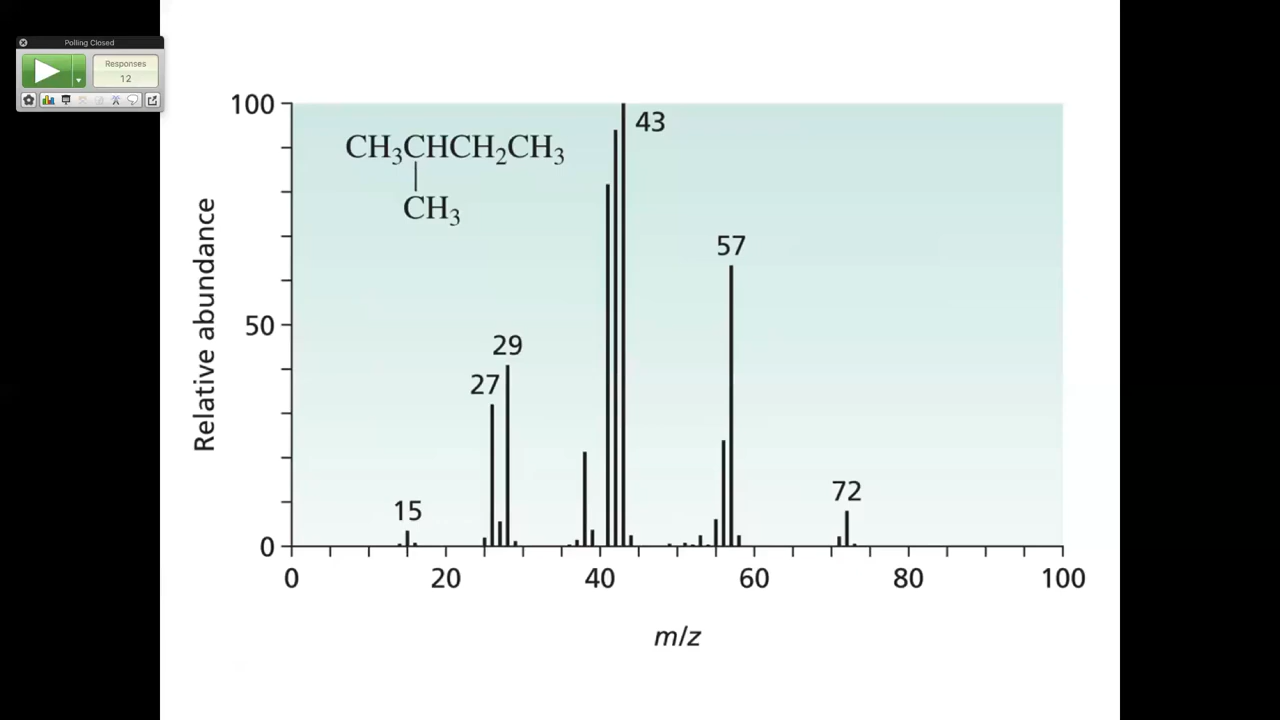 Polling Closed
Responses
12
100
50
0
Relative abundance
CH₃CHCH₂CH₃
CH₃
43
57
29
27
72
15
0 20 40 60 80 100
m/z